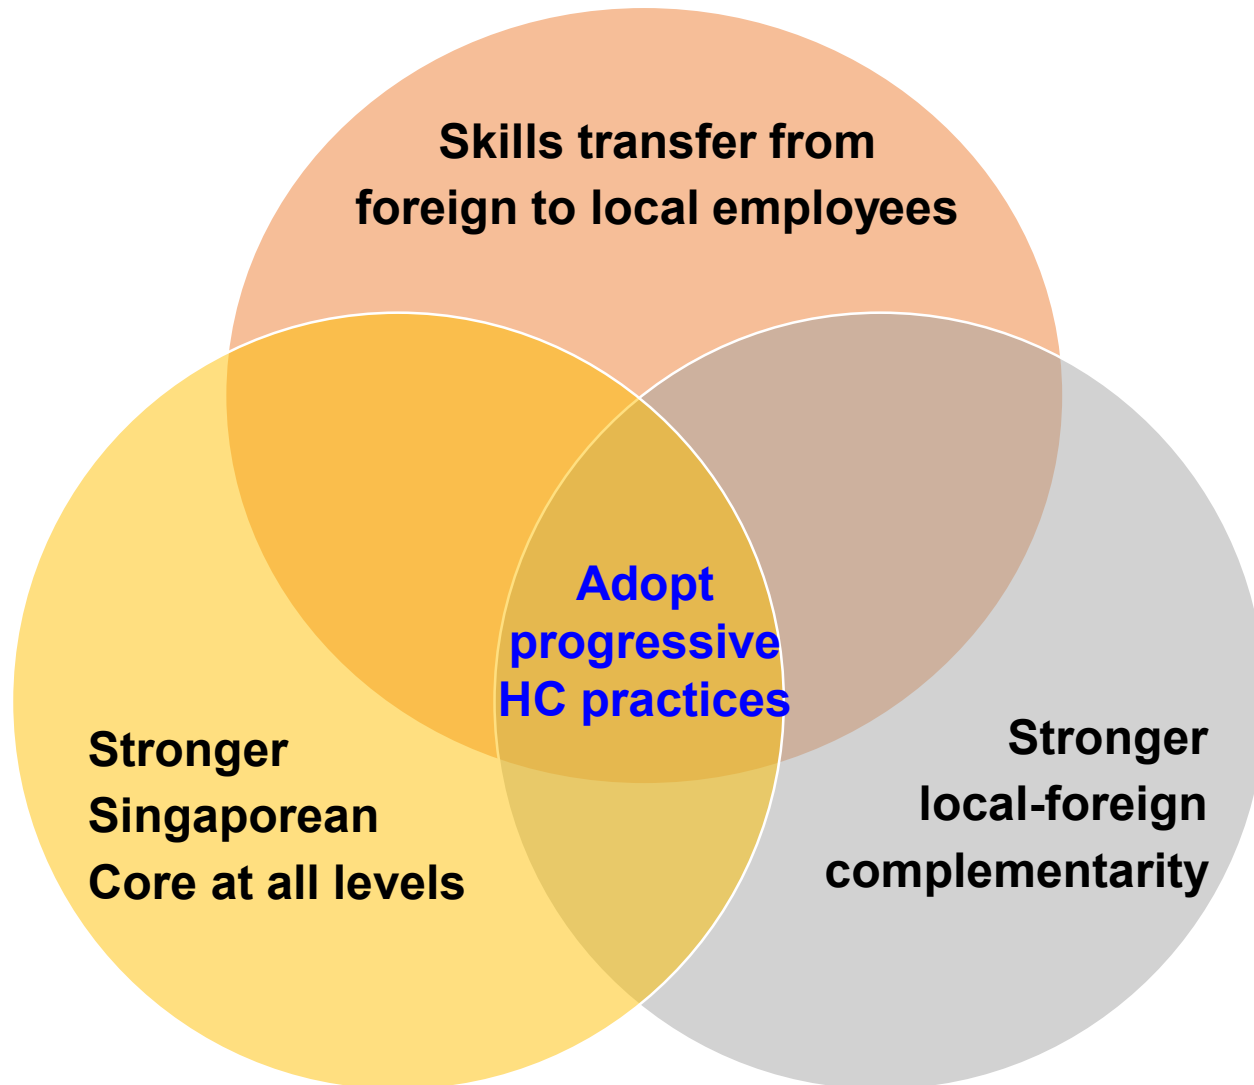 Skills transfer from
foreign to local employees
Adopt
progressive
HC practices
Stronger
Singaporean
Core at all levels
Stronger
local-foreign
complementarity